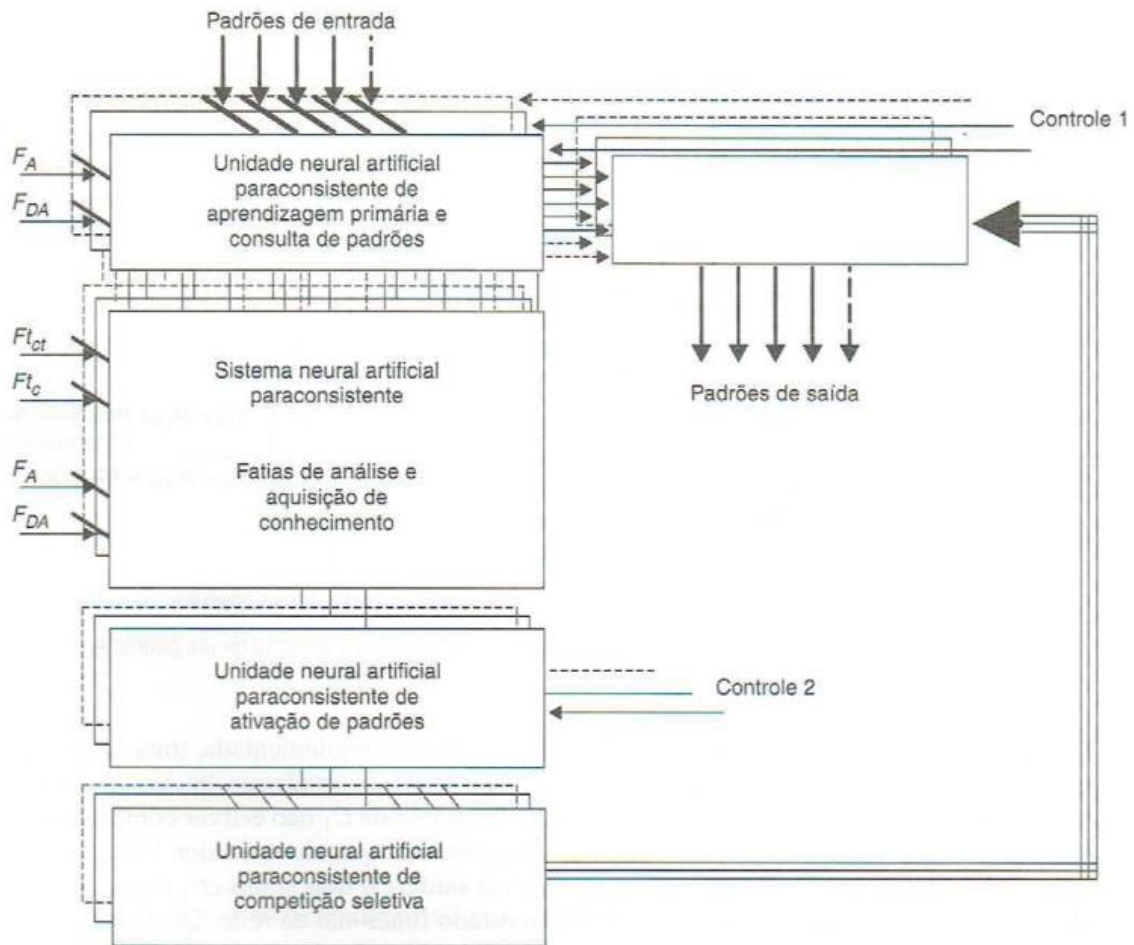 Padrões de entrada
Controle 1
F_A
F_DA
Unidade neural artificial
paraconsistente de
aprendizagem primária e
consulta de padrões
Ft_ct
Ft_c
F_A
F_DA
Sistema neural artificial
paraconsistente
Fatias de análise e
aquisição de
conhecimento
Padrões de saída
Unidade neural artificial
paraconsistente de
ativação de padrões
Controle 2
Unidade neural artificial
paraconsistente de
competição seletiva